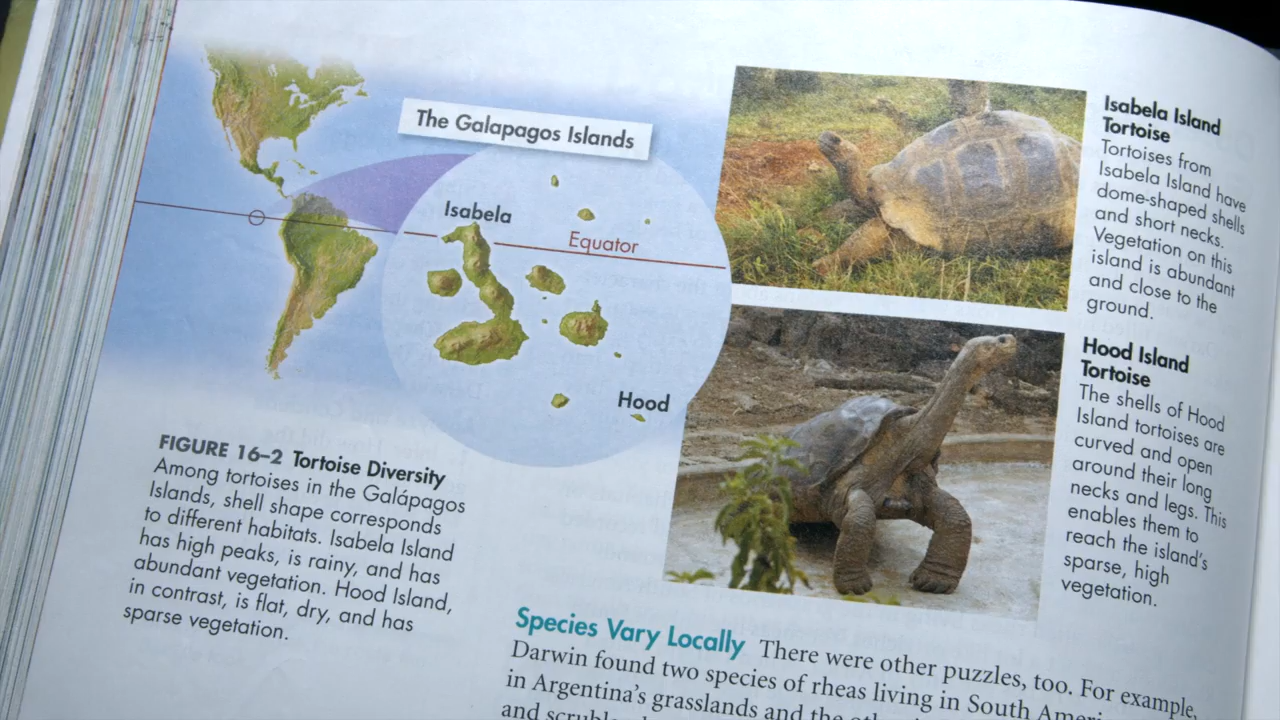 The Galapagos Islands
Isabela
Equator
Hood
FIGURE 16–2 Tortoise Diversity
Among tortoises in the Galápagos
Islands, shell shape corresponds
to different habitats. Isabela Island
has high peaks, is rainy, and has
abundant vegetation. Hood Island,
in contrast, is flat, dry, and has
sparse vegetation.
Isabela Island
Tortoise
Tortoises from
Isabela Island have
dome-shaped shells
and short necks.
Vegetation on this
island is abundant
and close to the
ground.
Hood Island
Tortoise
The shells of Hood
Island tortoises are
curved and open
around their long
necks and legs. This
enables them to
reach the island's
sparse, high
vegetation.
Species Vary Locally There were other puzzles, too. For example,
Darwin found two species of rheas living in South
in Argentina's grasslands and the
and